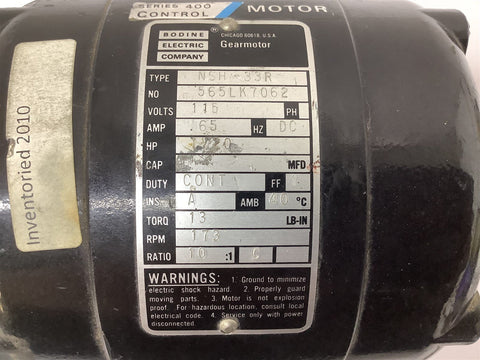 SERIES 400
CONTROL
MOTOR
BODINE
ELECTRIC
COMPANY
CHICAGO 60618, U.S.A.
Gearmotor
TYPE NSH-33R
NO 565LK7062
VOLTS 115 PH
AMP .65 HZ DC
HP
CAP MFD
DUTY CONT FF
INS A AMB 40 °C
TORQ 13 LB-IN
RPM 173
RATIO 10 :1
WARNINGS: 1. Ground to minimize
electric shock hazard. 2. Properly guard
moving parts. 3. Motor is not explosion
proof. For hazardous location, consult local
electrical code. 4. Service only with power
disconnected.
Inventoried 2010